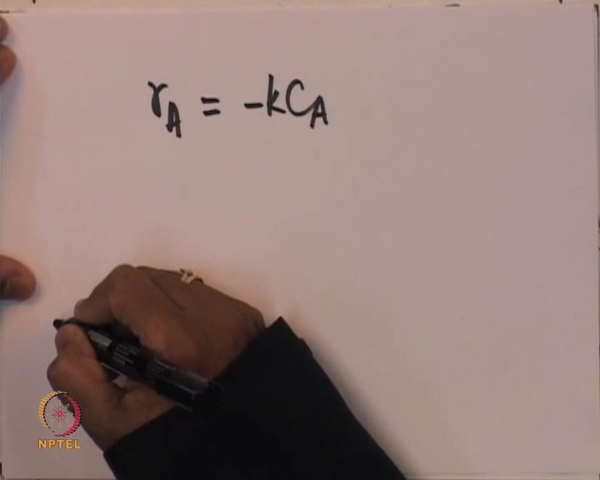 r_A = -kC_A
NPTEL